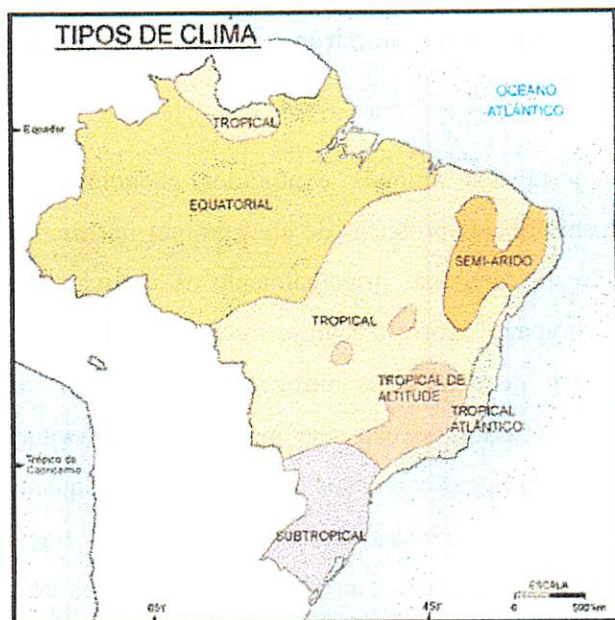 TIPOS DE CLIMA
OCEANO
ATLÂNTICO
Equador
TROPICAL
EQUATORIAL
SEMI-ARIDO
TROPICAL
TROPICAL DE
ALTITUDE
TROPICAL
ATLÂNTICO
Trópico de
Capricórnio
SUBTROPICAL
ESCALA
0 500 km
65°
45°